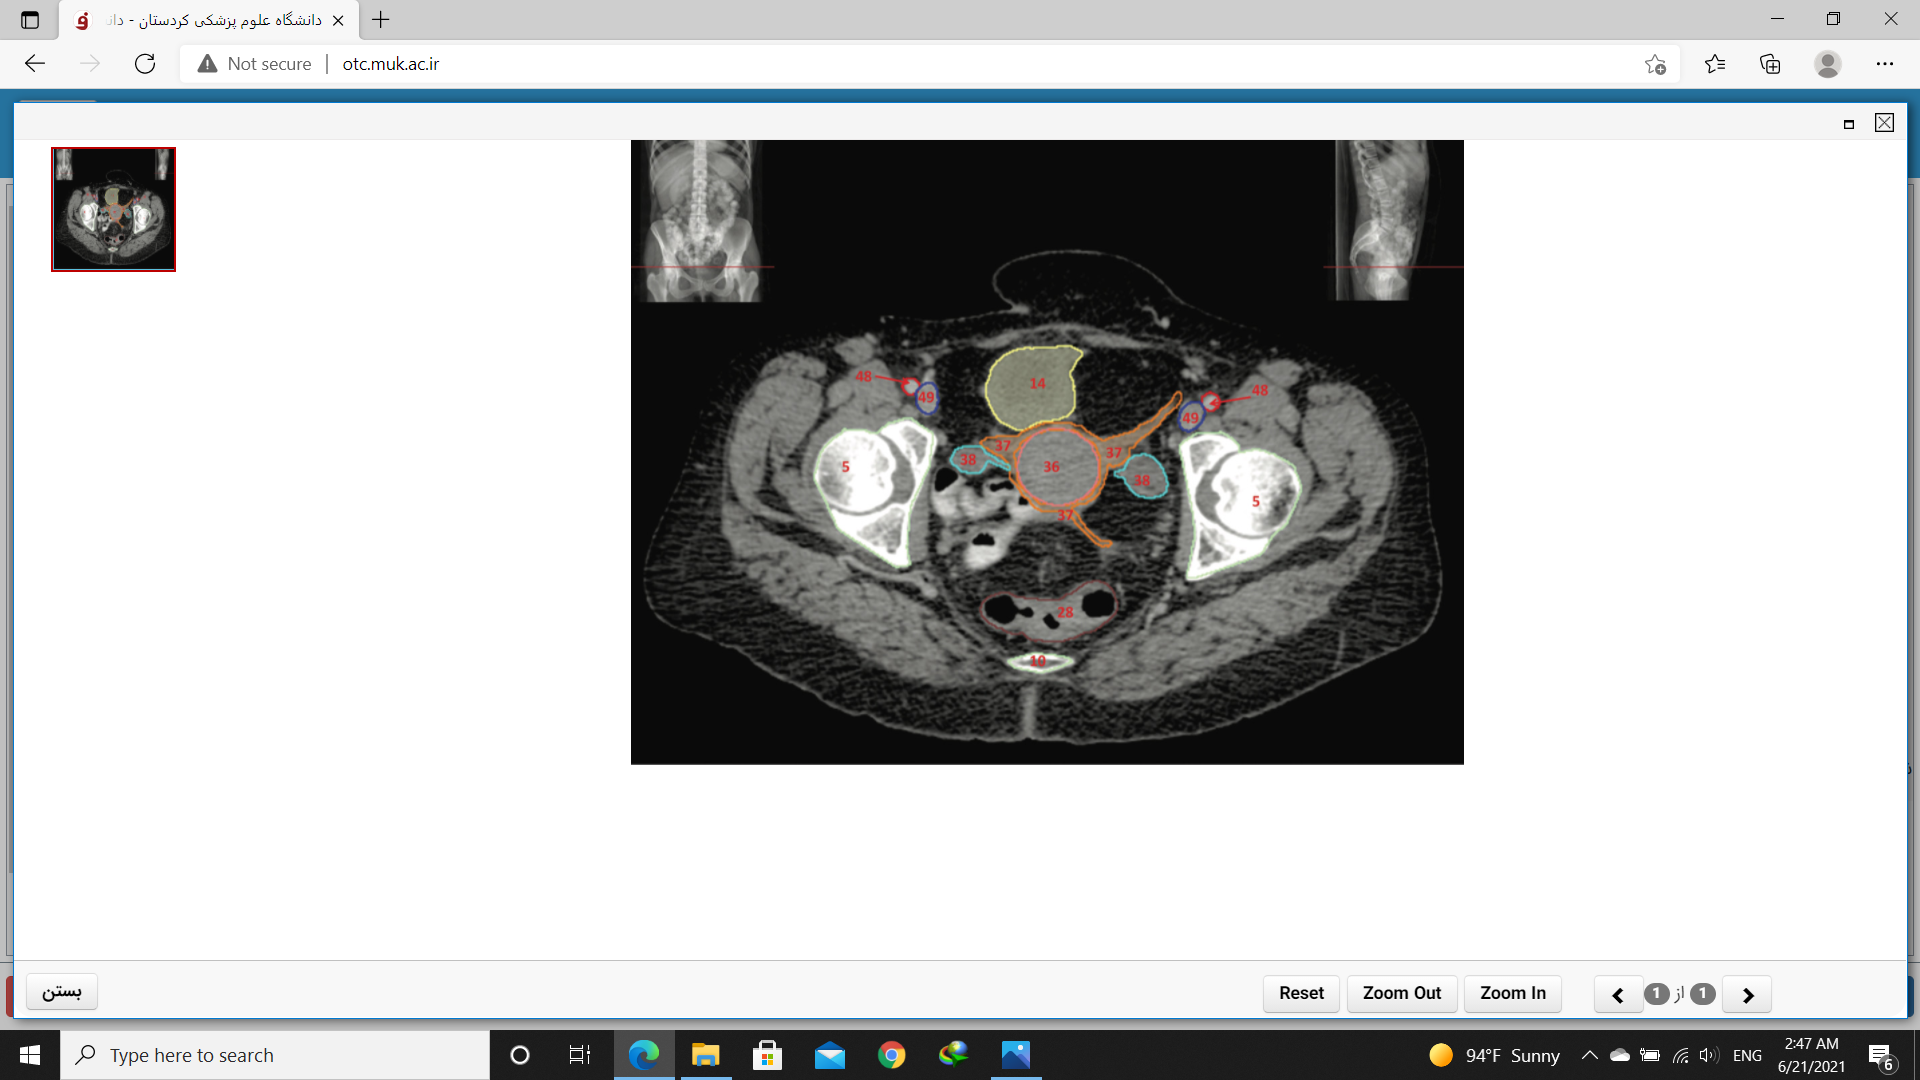 دانشگاه علوم پزشکی کردستان - دان
Not secure
otc.muk.ac.ir
14
48
48
49
49
37
37
38
36
38
5
5
37
28
10
بستن
Reset
Zoom Out
Zoom In
1 از 1
Type here to search
94°F Sunny
ENG
2:47 AM
6/21/2021
6